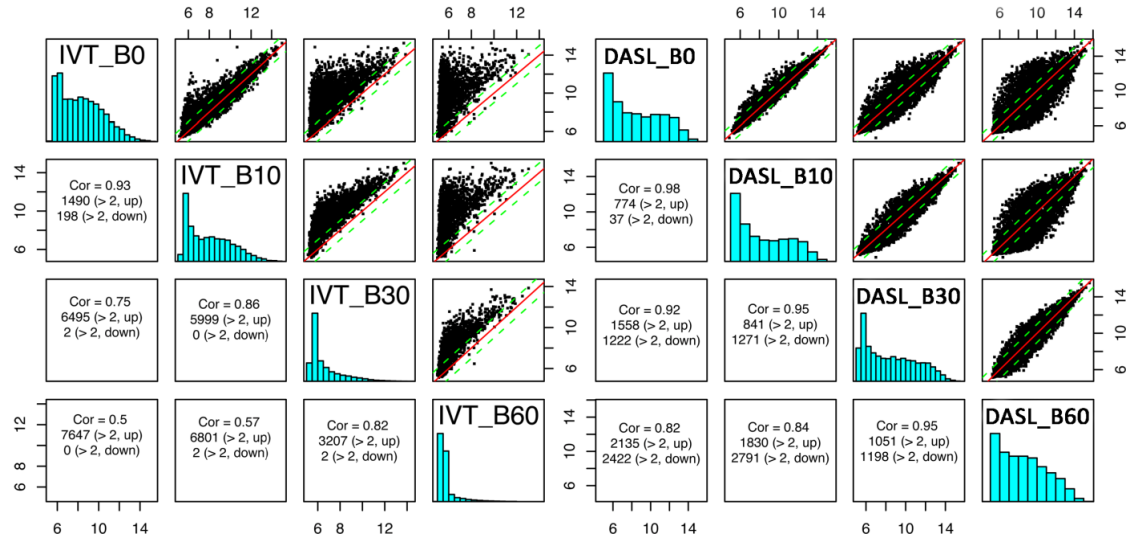 6 8 12
6 8 12
6 10 14
6 10 14
IVT_B0
14
10
6
DASL_B0
14
10
6
14
10
6
Cor = 0.93
1490 (> 2, up)
198 (> 2, down)
IVT_B10
Cor = 0.98
774 (> 2, up)
37 (> 2, down)
DASL_B10
14
10
6
Cor = 0.75
6495 (> 2, up)
2 (> 2, down)
Cor = 0.86
5999 (> 2, up)
0 (> 2, down)
IVT_B30
14
10
6
Cor = 0.92
1558 (> 2, up)
1222 (> 2, down)
Cor = 0.95
841 (> 2, up)
1271 (> 2, down)
DASL_B30
14
10
6
12
8
6
Cor = 0.5
7647 (> 2, up)
0 (> 2, down)
Cor = 0.57
6801 (> 2, up)
2 (> 2, down)
Cor = 0.82
3207 (> 2, up)
2 (> 2, down)
IVT_B60
14
10
6
Cor = 0.82
2135 (> 2, up)
2422 (> 2, down)
Cor = 0.84
1830 (> 2, up)
2791 (> 2, down)
Cor = 0.95
1051 (> 2, up)
1198 (> 2, down)
DASL_B60
6 10 14
6 8 12
6 10 14
6 10 14